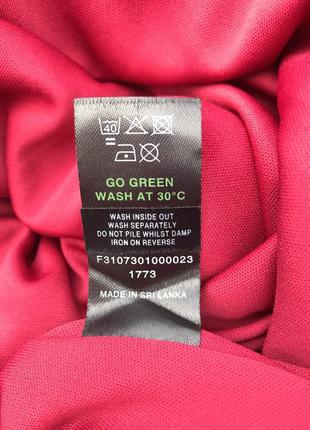 40
GO GREEN
WASH AT 30°C
WASH INSIDE OUT
WASH SEPARATELY
DO NOT PILE WHILST DAMP
IRON ON REVERSE
F3107301000023
1773
MADE IN SRI LANKA